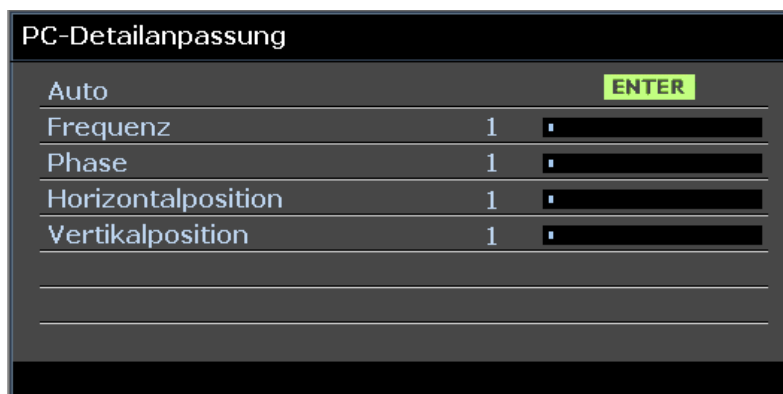 PC-Detailanpassung
Auto ENTER
Frequenz 1
Phase 1
Horizontalposition 1
Vertikalposition 1